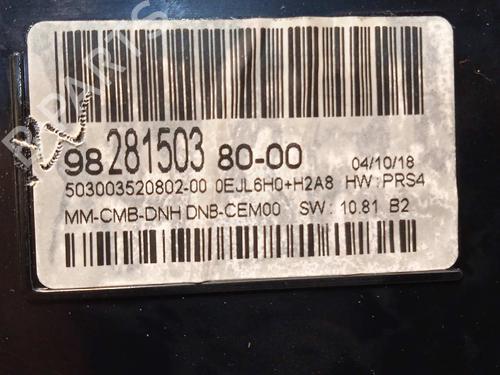 98 281503 80-00 04/10/18
503003520802-00 0EJL6H0+H2A8 HW : PRS4
MM-CMB-DNH DNB-CEM00 SW : 10.81 B2
B-PARTS